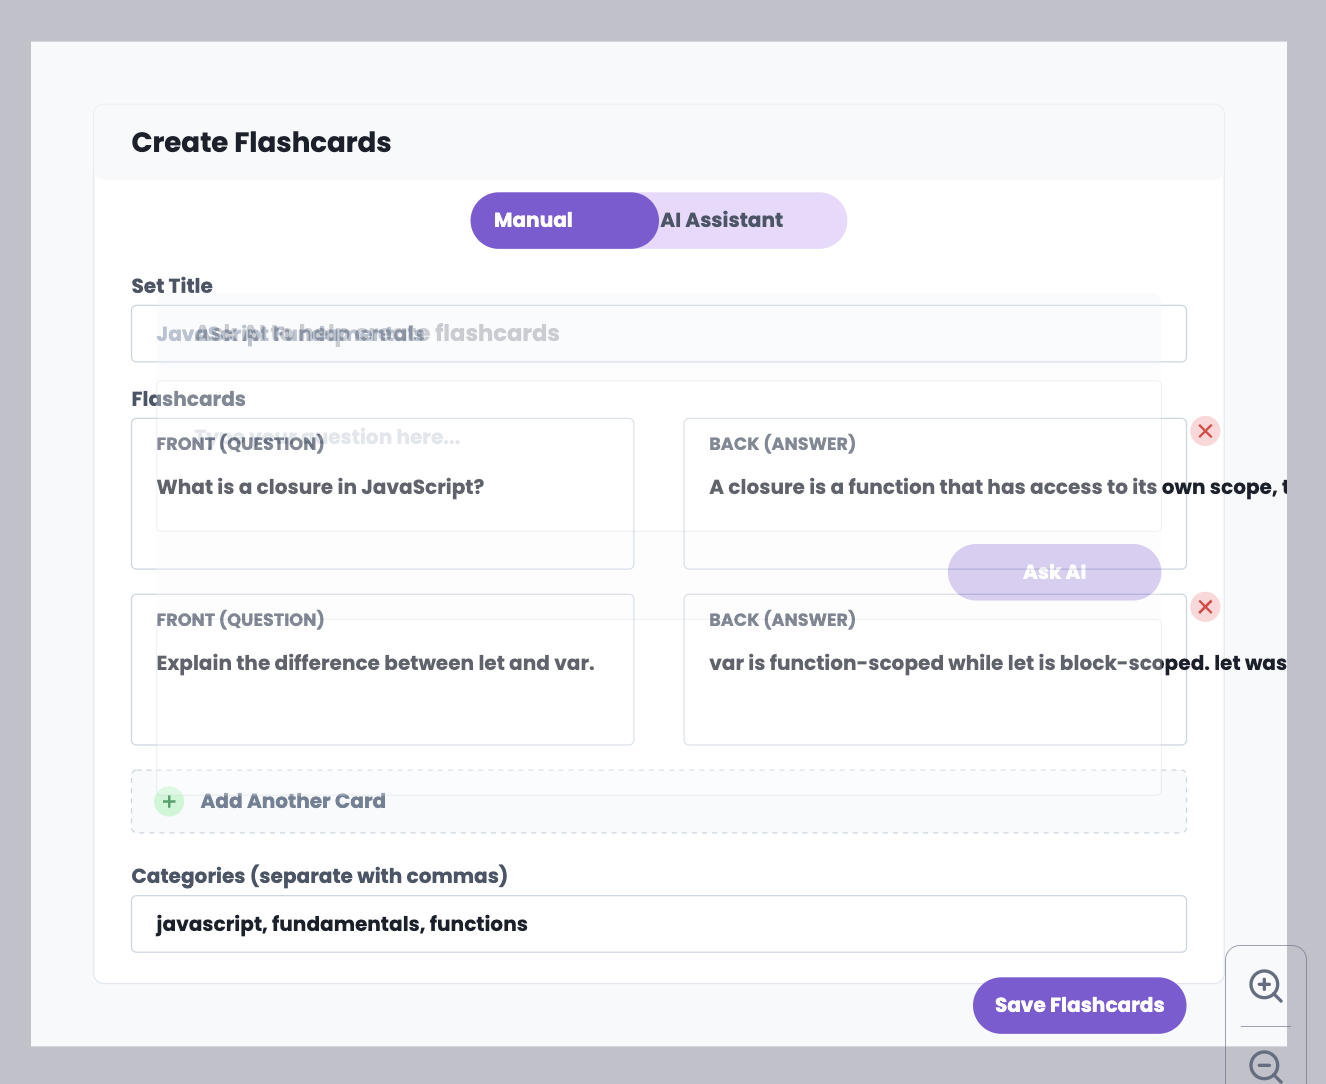 Create Flashcards
Manual
AI Assistant
Set Title
JavaScript Fundamentals
Ask AI to help create flashcards
Flashcards
Type your question here...
FRONT (QUESTION)
BACK (ANSWER)
What is a closure in JavaScript?
A closure is a function that has access to its own scope,
Ask AI
FRONT (QUESTION)
BACK (ANSWER)
Explain the difference between let and var.
var is function-scoped while let is block-scoped. let was
Add Another Card
Categories (separate with commas)
javascript, fundamentals, functions
Save Flashcards